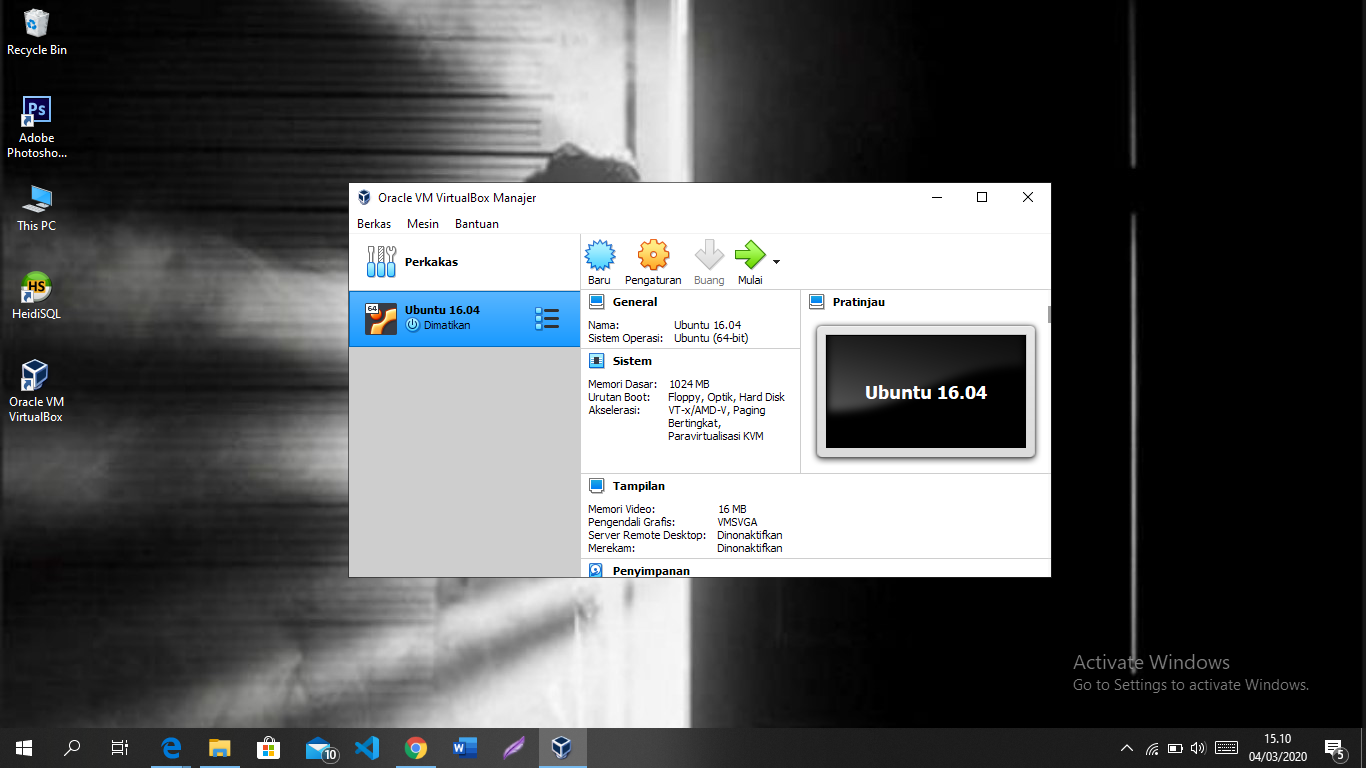 Recycle Bin
Ps
Adobe
Photosho...
This PC
HS
HeidiSQL
Oracle VM
VirtualBox
Oracle VM VirtualBox Manajer
Berkas Mesin Bantuan
Perkakas
Baru Pengaturan Buang Mulai
64
Ubuntu 16.04
Dimatikan
General
Nama: Ubuntu 16.04
Sistem Operasi: Ubuntu (64-bit)
Sistem
Memori Dasar: 1024 MB
Urutan Boot: Floppy, Optik, Hard Disk
Akselerasi: VT-x/AMD-V, Paging
Bertingkat,
Paravirtualisasi KVM
Pratinjau
Ubuntu 16.04
Tampilan
Memori Video: 16 MB
Pengendali Grafis: VMSVGA
Server Remote Desktop: Dinonaktifkan
Merekam: Dinonaktifkan
Penyimpanan
Activate Windows
Go to Settings to activate Windows.
10
W
15.10
04/03/2020
5